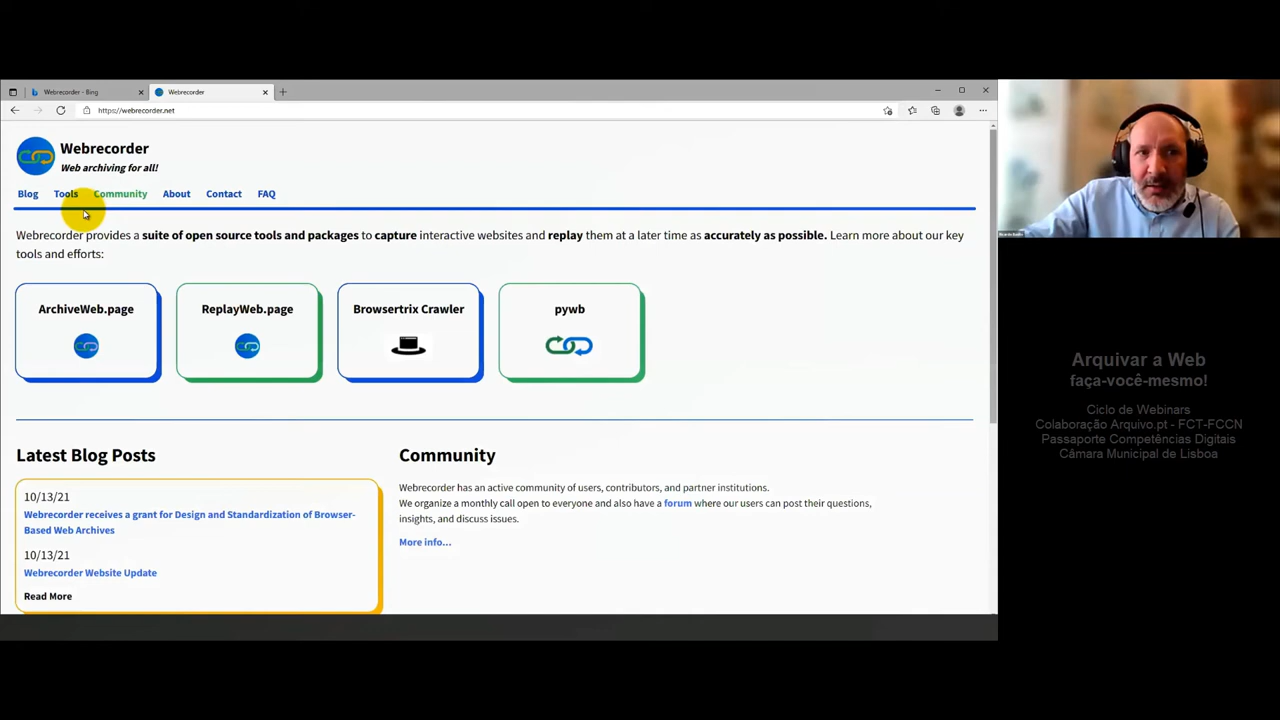 Webrecorder - Bing
Webrecorder
https://webrecorder.net
Webrecorder
Web archiving for all!
Blog Tools Community About Contact FAQ
Webrecorder provides a suite of open source tools and packages to capture interactive websites and replay them at a later time as accurately as possible. Learn more about our key
tools and efforts:
ArchiveWeb.page
ReplayWeb.page
Browsertrix Crawler
pywb
Latest Blog Posts
10/13/21
Webrecorder receives a grant for Design and Standardization of Browser-
Based Web Archives
10/13/21
Webrecorder Website Update
Read More
Community
Webrecorder has an active community of users, contributors, and partner institutions.
We organize a monthly call open to everyone and also have a forum where our users can post their questions,
insights, and discuss issues.
More info...
Arquivar a Web
faça-você-mesmo!
Ciclo de Webinars
Colaboração Arquivo.pt - FCT-FCCN
Passaporte Competências Digitais
Câmara Municipal de Lisboa